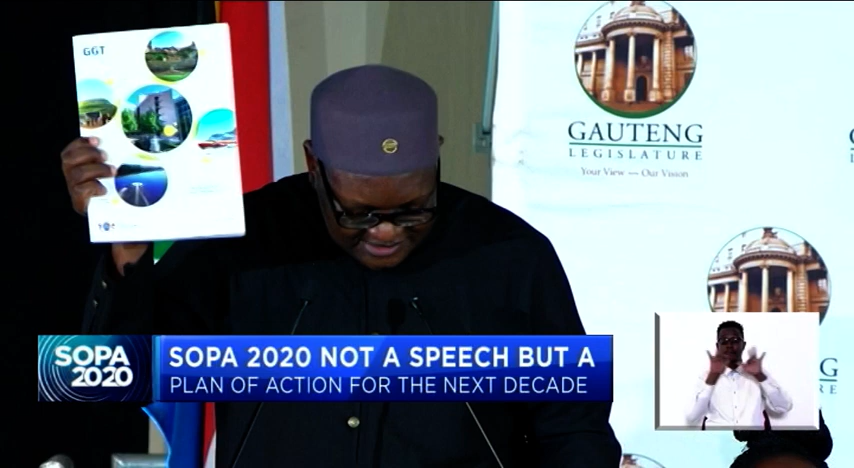 GGT
GAUTENG
LEGISLATURE
Your View — Our Vision
SOPA
2020
SOPA 2020 NOT A SPEECH BUT A
PLAN OF ACTION FOR THE NEXT DECADE